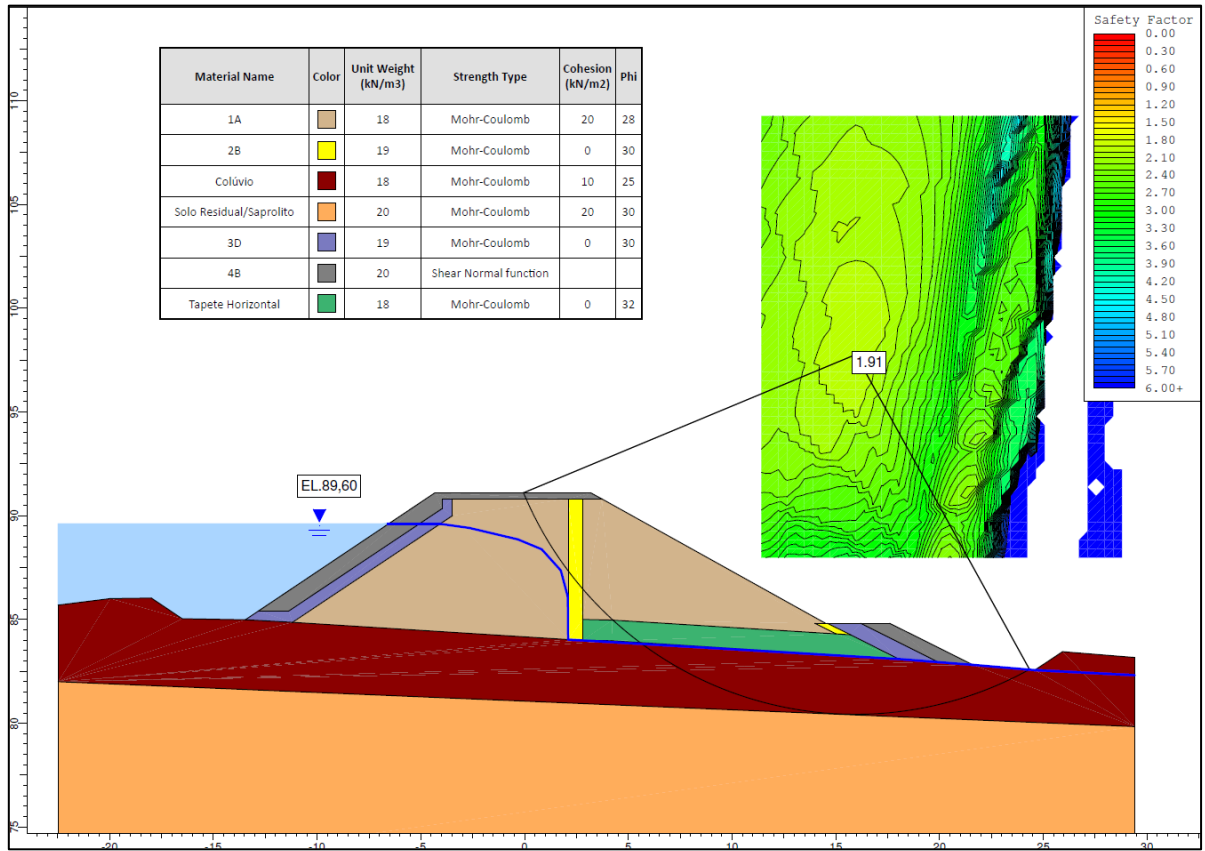 Safety Factor
0.00
0.30
0.60
0.90
1.20
1.50
1.80
2.10
2.40
2.70
3.00
3.30
3.60
3.90
4.20
4.50
4.80
5.10
5.40
5.70
6.00+
Material Name Color Unit Weight (kN/m3) Strength Type Cohesion (kN/m2) Phi
1A 18 Mohr-Coulomb 20 28
2B 19 Mohr-Coulomb 0 30
Colúvio 18 Mohr-Coulomb 10 25
Solo Residual/Saprolito 20 Mohr-Coulomb 20 30
3D 19 Mohr-Coulomb 0 30
4B 20 Shear Normal function
Tapete Horizontal 18 Mohr-Coulomb 0 32
1.91
EL.89,60
110
105
100
95
90
85
80
75
-20 -15 -10 -5 0 5 10 15 20 25 30